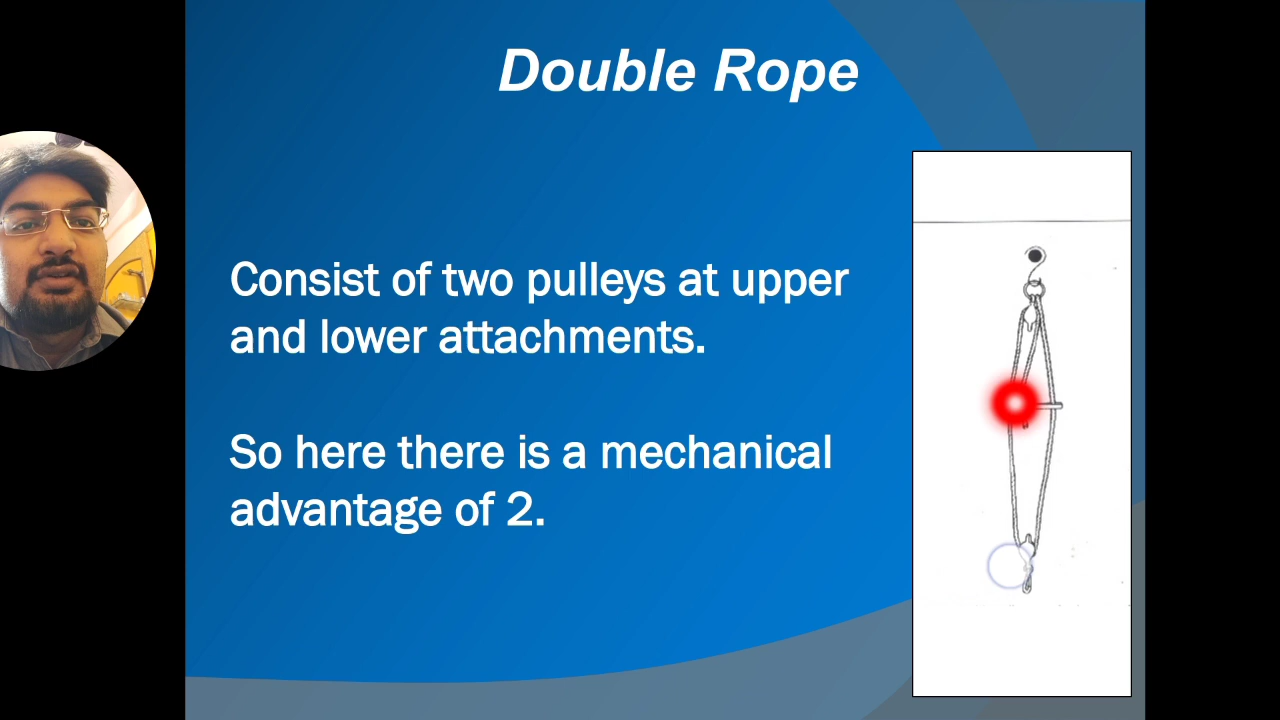 Double Rope
Consist of two pulleys at upper
and lower attachments.
So here there is a mechanical
advantage of 2.